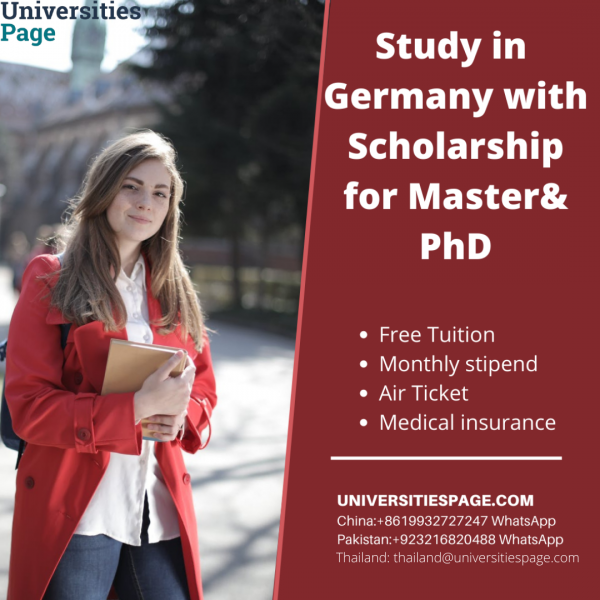 Universities
Page
Study in
Germany with
Scholarship
for Master&
PhD
• Free Tuition
• Monthly stipend
• Air Ticket
• Medical insurance
UNIVERSITIESPAGE.COM
China:+8619932727247 WhatsApp
Pakistan:+923216820488 WhatsApp
Thailand: thailand@universitiespage.com